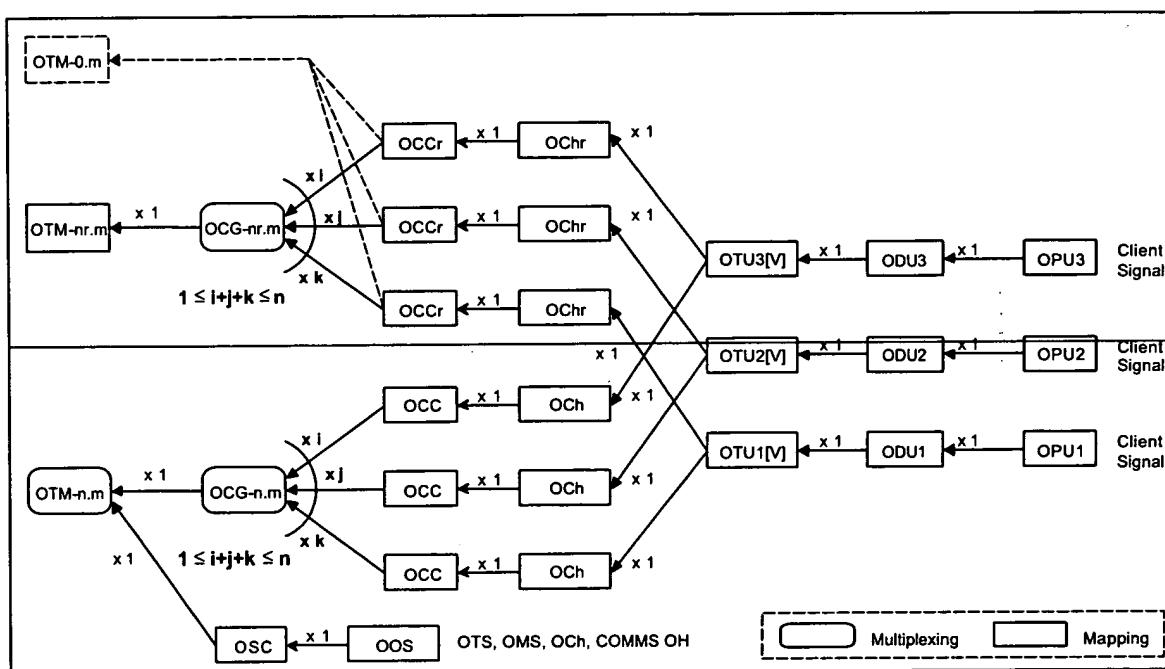 OTM-0.m
OCCr
x 1
OChr
x 1
x i
OTM-nr.m
x 1
OCG-nr.m
x j
OCCr
x 1
OChr
x 1
x k
1 ≤ i+j+k ≤ n
OCCr
x 1
OChr
OTU3[V]
x 1
ODU3
x 1
OPU3
Client
Signal
x 1
OTU2[V]
x 1
ODU2
x 1
OPU2
Client
Signal
OCC
x 1
OCh
x i
OTU1[V]
x 1
ODU1
x 1
OPU1
Client
Signal
OTM-n.m
x 1
OCG-n.m
x j
OCC
x 1
OCh
x 1
x k
x 1
1 ≤ i+j+k ≤ n
OCC
x 1
OCh
x 1
OSC
x 1
OOS
OTS, OMS, OCh, COMMS OH
Multiplexing
Mapping